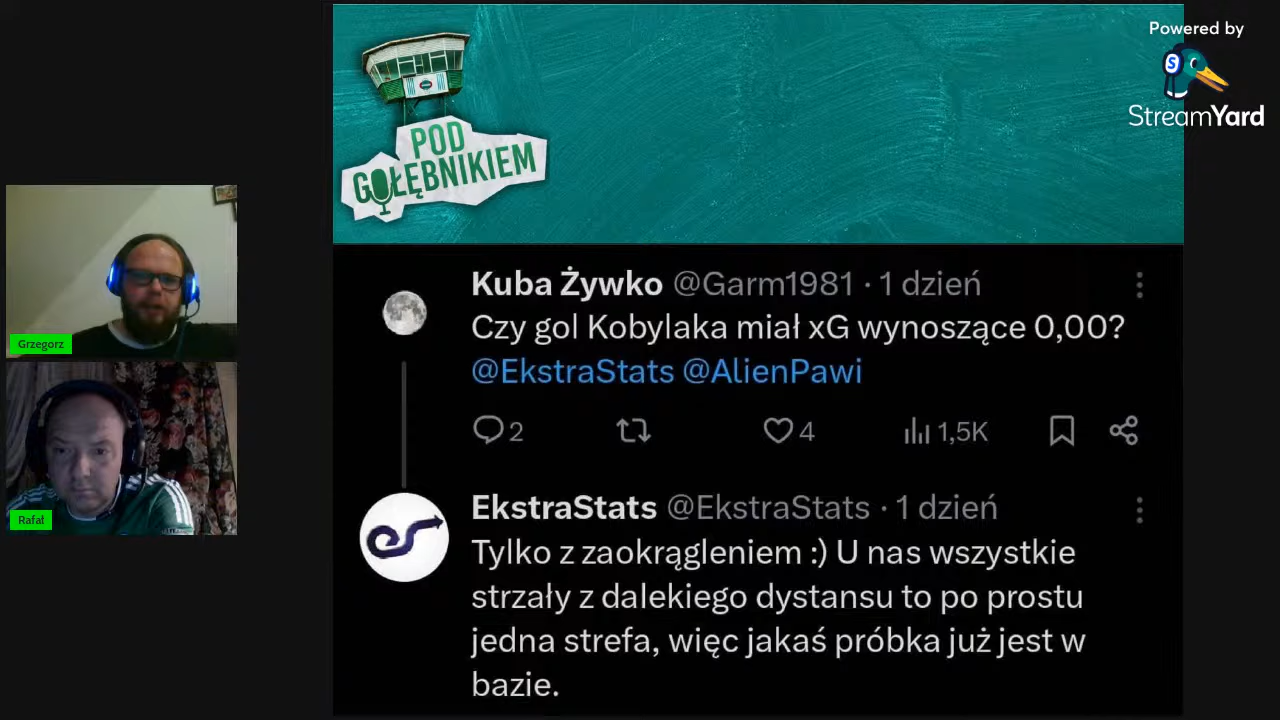 Powered by
StreamYard
POD
GOŁĘBNIKIEM
Grzegorz
Rafał
Kuba Żywko @Garm1981 · 1 dzień
Czy gol Kobylaka miał xG wynoszące 0,00?
@EkstraStats @AlienPawi
2 4 1,5K
EkstraStats @EkstraStats · 1 dzień
Tylko z zaokrągleniem :) U nas wszystkie
strzały z dalekiego dystansu to po prostu
jedna strefa, więc jakaś próbka już jest w
bazie.